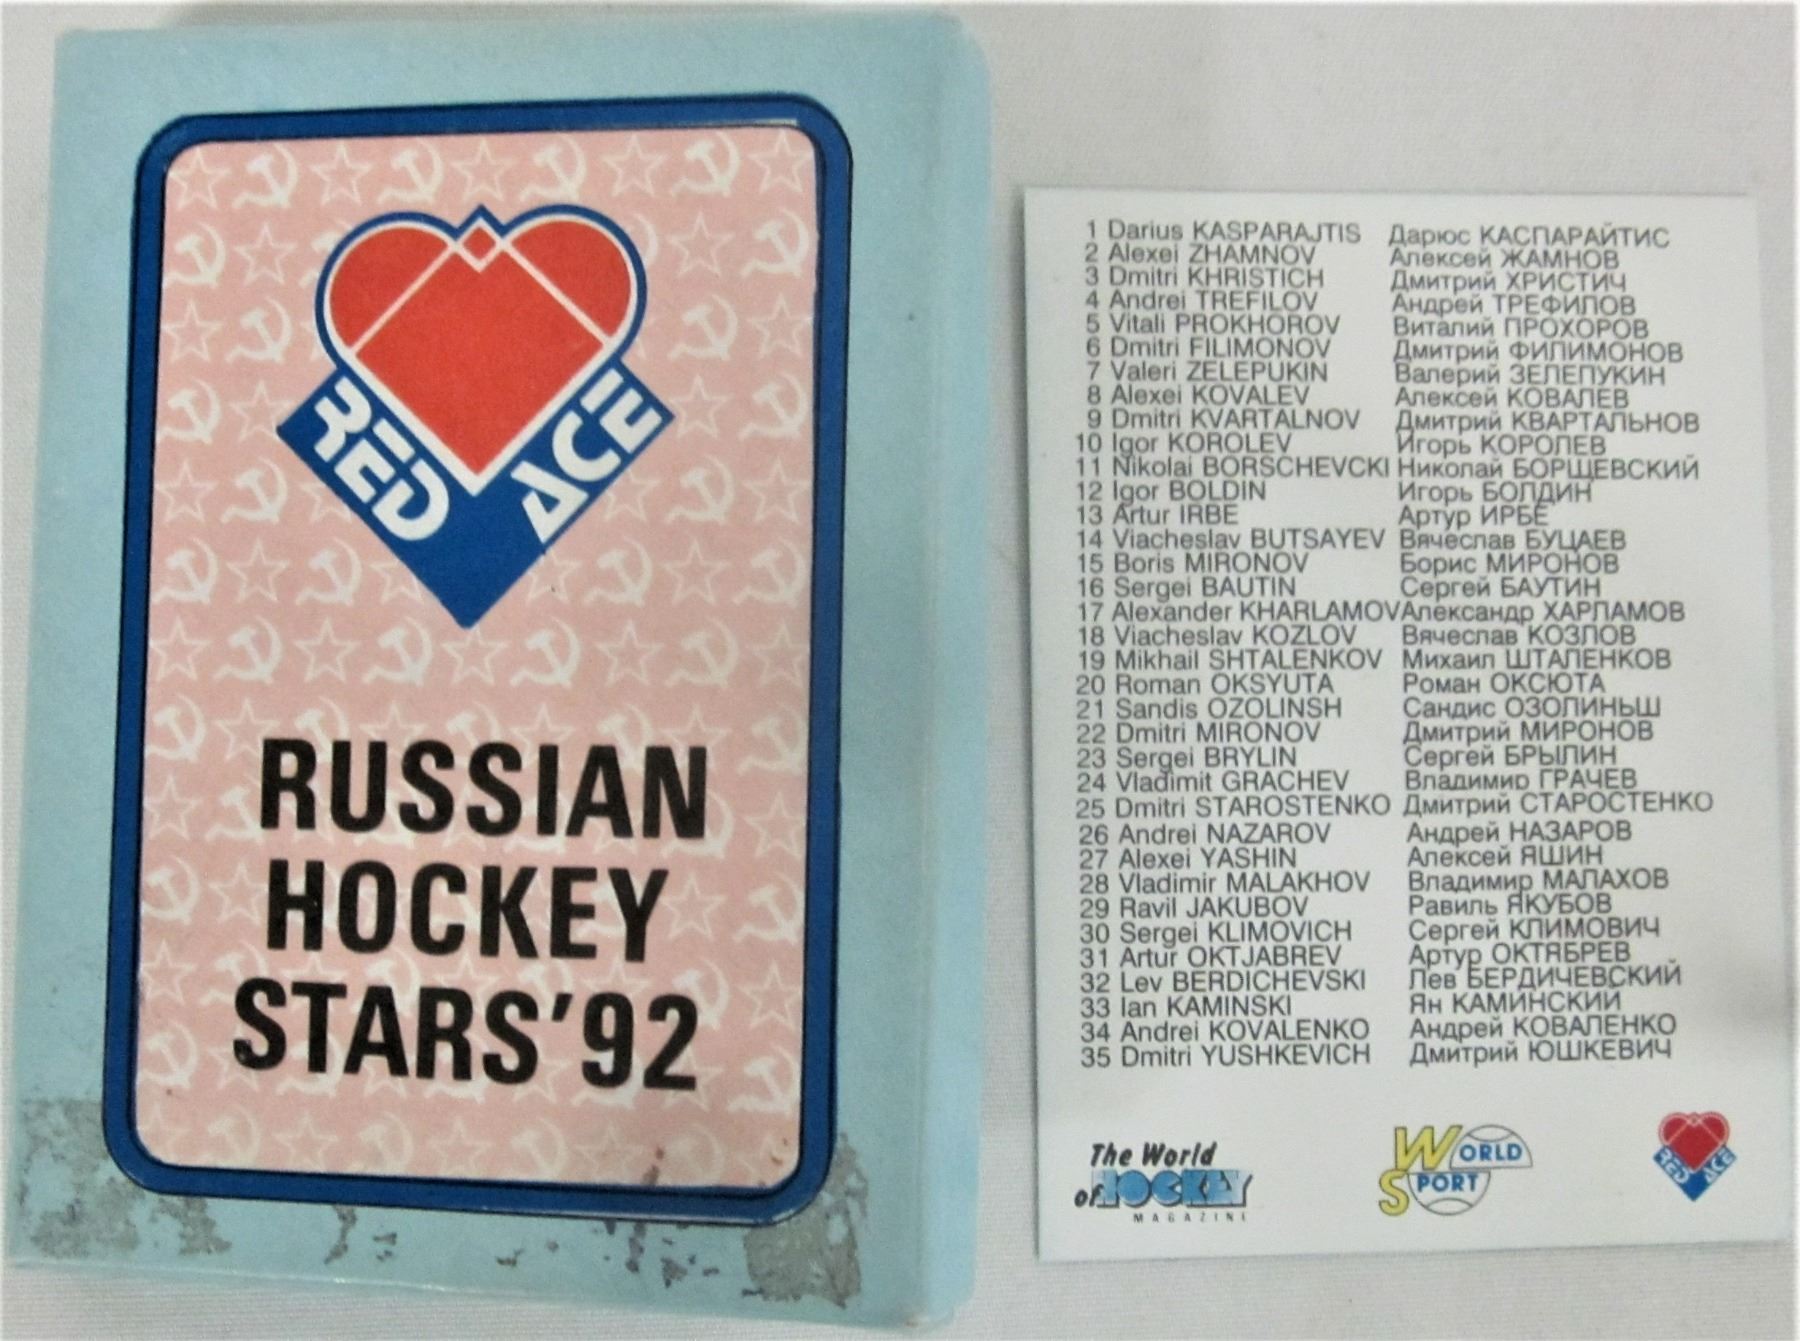 RED ACE
RUSSIAN
HOCKEY
STARS'92
1 Darius KASPARAJTIS Дарюс КАСПАРАЙТИС
2 Alexei ZHAMNOV Алексей ЖАМНОВ
3 Dmitri KHRISTICH Дмитрий ХРИСТИЧ
4 Andrei TREFILOV Андрей ТРЕФИЛОВ
5 Vitali PROKHOROV Виталий ПРОХОРОВ
6 Dmitri FILIMONOV Дмитрий ФИЛИМОНОВ
7 Valeri ZELEPUKIN Валерий ЗЕЛЕПУКИН
8 Alexei KOVALEV Алексей КОВАЛЕВ
9 Dmitri KVARTALNOV Дмитрий КВАРТАЛЬНОВ
10 Igor KOROLEV Игорь КОРОЛЕВ
11 Nikolai BORSCHEVCKI Николай БОРЩЕВСКИЙ
12 Igor BOLDIN Игорь БОЛДИН
13 Artur IRBE Артур ИРБЕ
14 Viacheslav BUTSAYEV Вячеслав БУЦАЕВ
15 Boris MIRONOV Борис МИРОНОВ
16 Sergei BAUTIN Сергей БАУТИН
17 Alexander KHARLAMOV Александр ХАРЛАМОВ
18 Viacheslav KOZLOV Вячеслав КОЗЛОВ
19 Mikhail SHTALENKOV Михаил ШТАЛЕНКОВ
20 Roman OKSYUTA Роман ОКСЮТА
21 Sandis OZOLINSH Сандис ОЗОЛИНЬШ
22 Dmitri MIRONOV Дмитрий МИРОНОВ
23 Sergei BRYLIN Сергей БРЫЛИН
24 Vladimit GRACHEV Владимир ГРАЧЕВ
25 Dmitri STAROSTENKO Дмитрий СТАРОСТЕНКО
26 Andrei NAZAROV Андрей НАЗАРОВ
27 Alexei YASHIN Алексей ЯШИН
28 Vladimir MALAKHOV Владимир МАЛАХОВ
29 Ravil JAKUBOV Равиль ЯКУБОВ
30 Sergei KLIMOVICH Сергей КЛИМОВИЧ
31 Artur OKTJABREV Артур ОКТЯБРЕВ
32 Lev BERDICHEVSKI Лев БЕРДИЧЕВСКИЙ
33 Ian KAMINSKI Ян КАМИНСКИЙ
34 Andrei KOVALENKO Андрей КОВАЛЕНКО
35 Dmitri YUSHKEVICH Дмитрий ЮШКЕВИЧ
The World
of HOCKEY
MAGAZINE
WORLD
SPORT
RED ACE